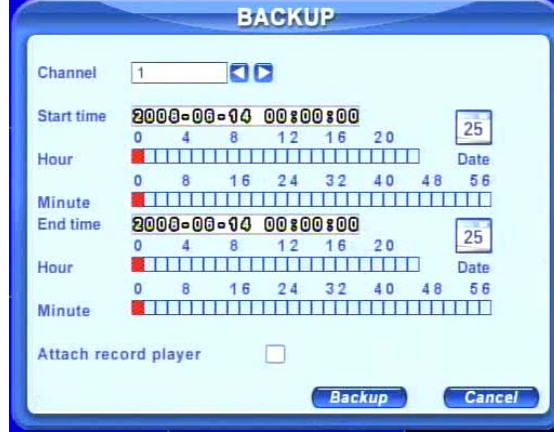 BACKUP
Channel 1
Start time 2008-06-14 00:00:00
25
0 4 8 12 16 20
Hour Date
0 8 16 24 32 40 48 56
Minute
End time 2008-06-14 00:00:00
25
0 4 8 12 16 20
Hour Date
0 8 16 24 32 40 48 56
Minute
Attach record player
Backup Cancel